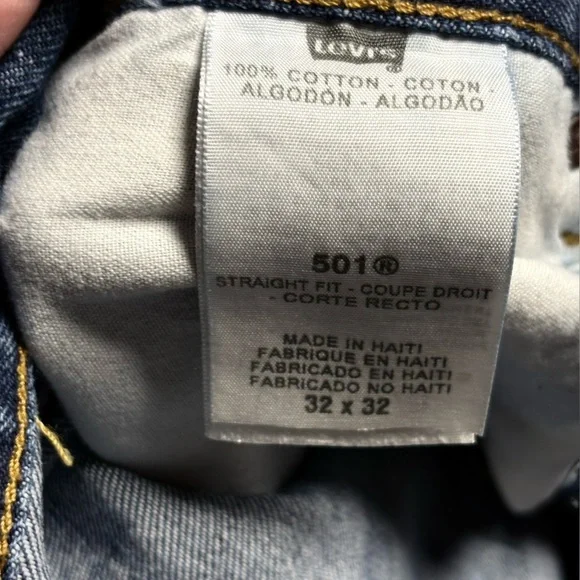 Levi's®
100% COTTON - COTON -
ALGODÓN - ALGODÃO
501®
STRAIGHT FIT - COUPE DROIT
- CORTE RECTO
MADE IN HAITI
FABRIQUE EN HAITI
FABRICADO EN HAITI
FABRICADO NO HAITI
32 x 32